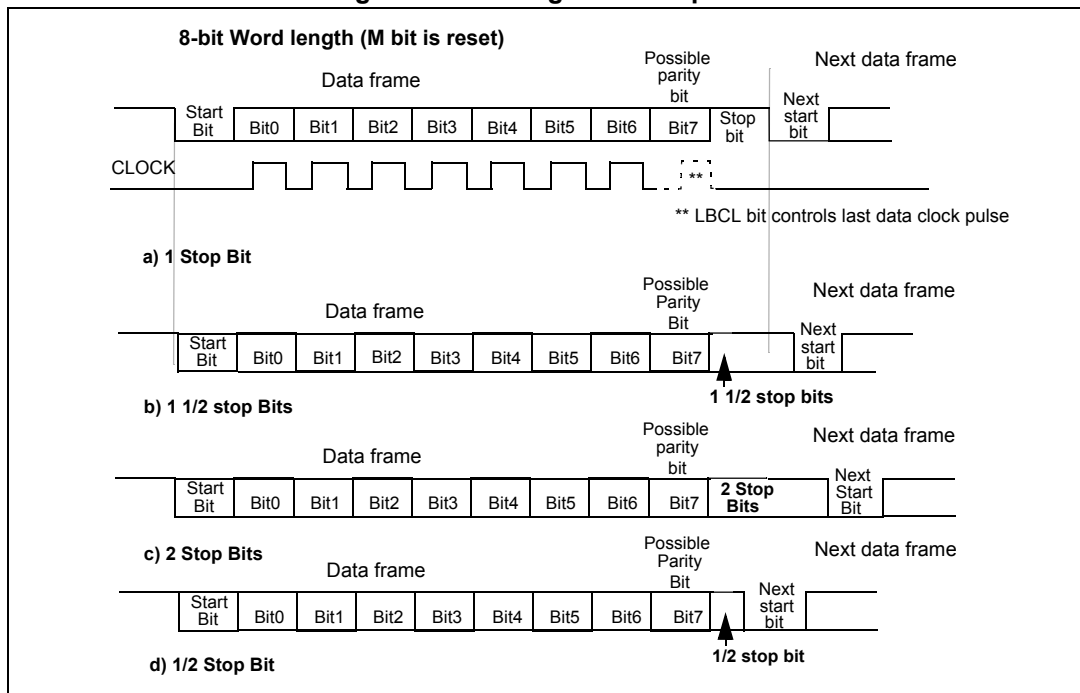 8-bit Word length (M bit is reset)
Possible
parity
bit
Next data frame
Data frame
Start
Bit
Bit0
Bit1
Bit2
Bit3
Bit4
Bit5
Bit6
Bit7
Stop
bit
Next
start
bit
CLOCK
**
** LBCL bit controls last data clock pulse
a) 1 Stop Bit
Possible
Parity
Bit
Next data frame
Data frame
Start
Bit
Bit0
Bit1
Bit2
Bit3
Bit4
Bit5
Bit6
Bit7
Next
start
bit
1 1/2 stop bits
b) 1 1/2 stop Bits
Possible
parity
bit
Next data frame
Data frame
Start
Bit
Bit0
Bit1
Bit2
Bit3
Bit4
Bit5
Bit6
Bit7
2 Stop
Bits
Next
Start
Bit
c) 2 Stop Bits
Possible
Parity
Bit
Next data frame
Data frame
Start
Bit
Bit0
Bit1
Bit2
Bit3
Bit4
Bit5
Bit6
Bit7
Next
start
bit
1/2 stop bit
d) 1/2 Stop Bit